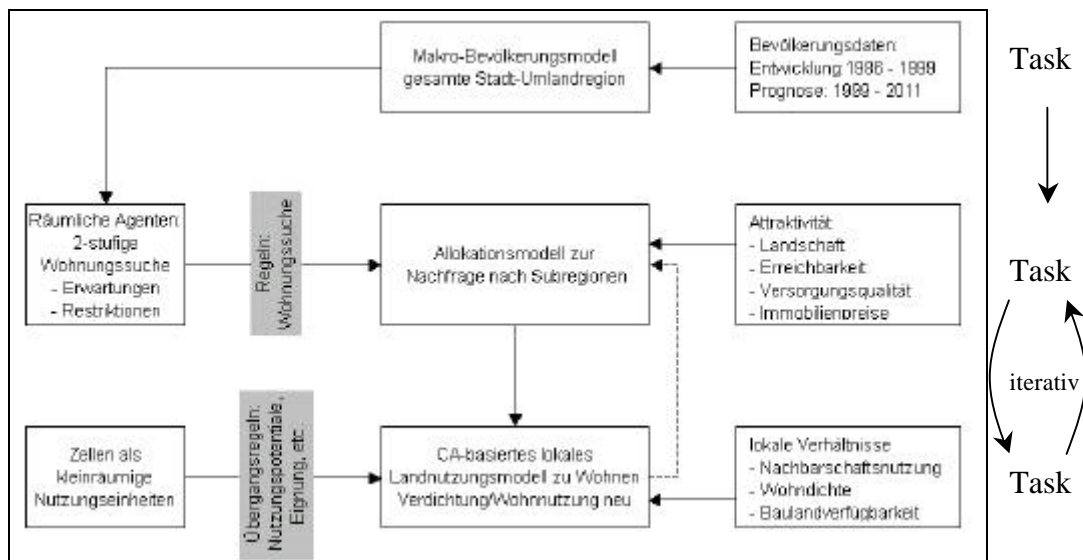 Makro-Bevölkerungsmodell
gesamte Stadt-Umlandregion
Bevölkerungsdaten:
Entwicklung 1986 - 1999
Prognose: 1999 - 2011
Task
Räumliche Agenten:
2-stufige
Wohnungssuche
- Erwartungen
- Restriktionen
Regeln:
Wohnungssuche
Allokationsmodell zur
Nachfrage nach Subregionen
Attraktivität:
- Landschaft
- Erreichbarkeit
- Versorgungsqualität
- Immobilienpreise
Task
iterativ
Zellen als
kleinräumige
Nutzungseinheiten
Übergangsregeln:
Nutzungspotentiale,
Eignung, etc.
CA-basiertes lokales
Landnutzungsmodell zu Wohnen
Verdichtung/Wohnnutzung neu
lokale Verhältnisse
- Nachbarschaftsnutzung
- Wohndichte
- Baulandverfügbarkeit
Task